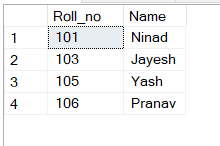 Roll_no Name
1 101 Ninad
2 103 Jayesh
3 105 Yash
4 106 Pranav